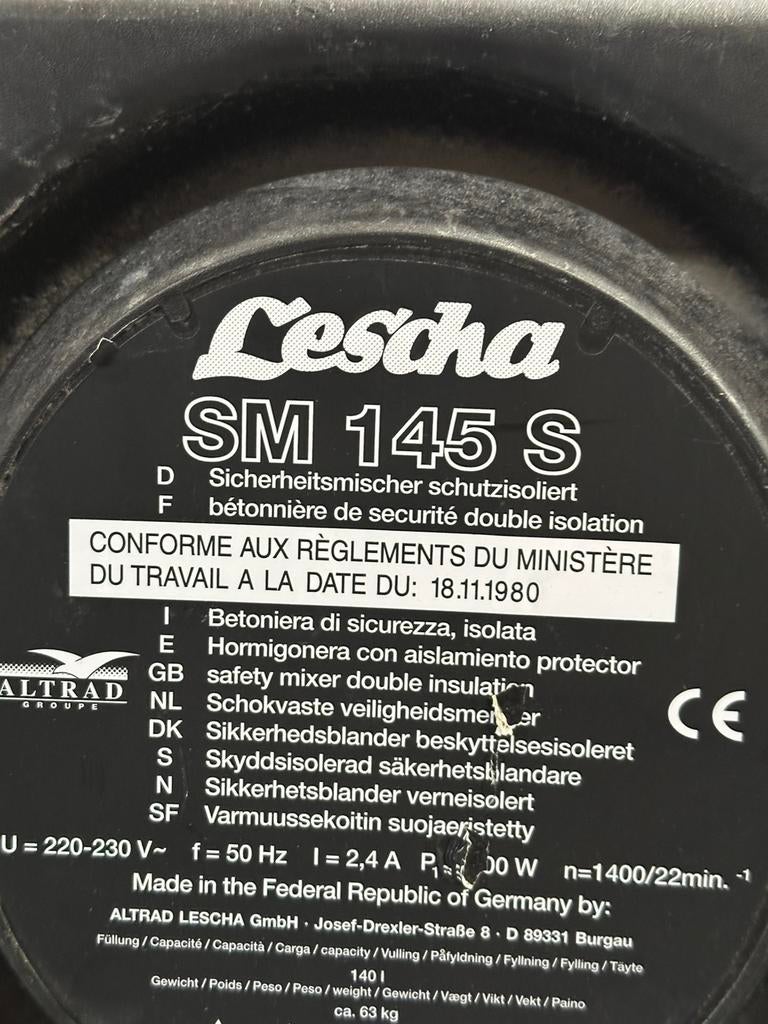 Lescha
SM 145 S
D Sicherheitsmischer schutzisoliert
F bétonnière de securité double isolation
CONFORME AUX RÈGLEMENTS DU MINISTÈRE
DU TRAVAIL A LA DATE DU: 18.11.1980
I Betoniera di sicurezza, isolata
E Hormigonera con aislamiento protector
GB safety mixer double insulation
NL Schokvaste
DK Sikkerhedsblander beskyttelsesisoleret
S Skyddsisolerad säkerhetsblandare
N Sikkerhetsblander verneisolert
SF Varmuussekoitin suojaeristetty
ALTRAD
GROUPE
CE
U = 220-230 V~ f = 50 Hz I = 2,4 A W n=1400/22min. -1
Made in the Federal Republic of Germany by:
ALTRAD LESCHA GmbH · Josef-Drexler-Straße 8 · D 89331 Burgau
Füllung / Capacité / Capacità / Carga / capacity / Vulling / Påfyldning / Fyllning / Fylling / Täyte
140 l
Gewicht / Poids / Peso / Peso / weight / Gewicht / Vægt / Vikt / Vekt / Paino
ca. 63 kg